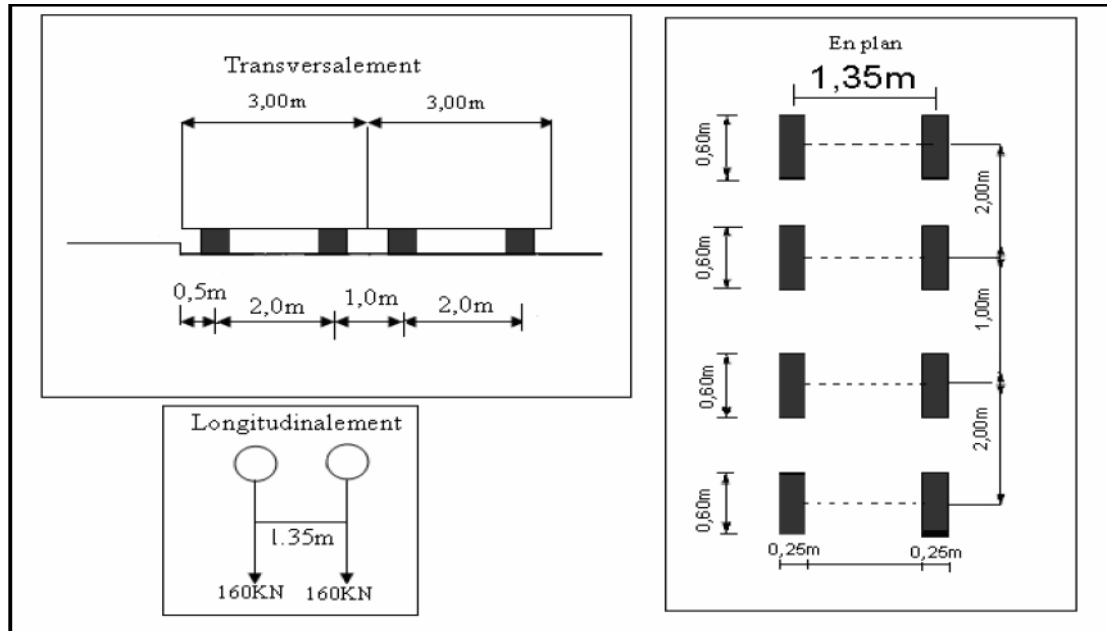 Transversalement
3,00m 3,00m
0,5m 2,0m 1,0m 2,0m
Longitudinalement
1.35m
160KN 160KN
En plan
1,35m
0,60m
2,00m
0,60m
1,00m
0,60m
2,00m
0,60m
0,25m 0,25m